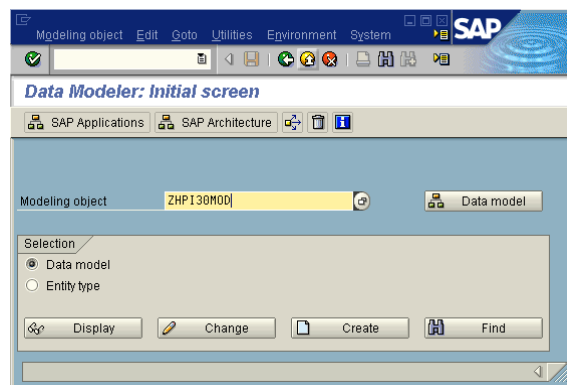 Modeling object Edit Goto Utilities Environment System
SAP
Data Modeler: Initial screen
SAP Applications SAP Architecture
Modeling object ZHPI30MOD Data model
Selection
Data model
Entity type
Display Change Create Find